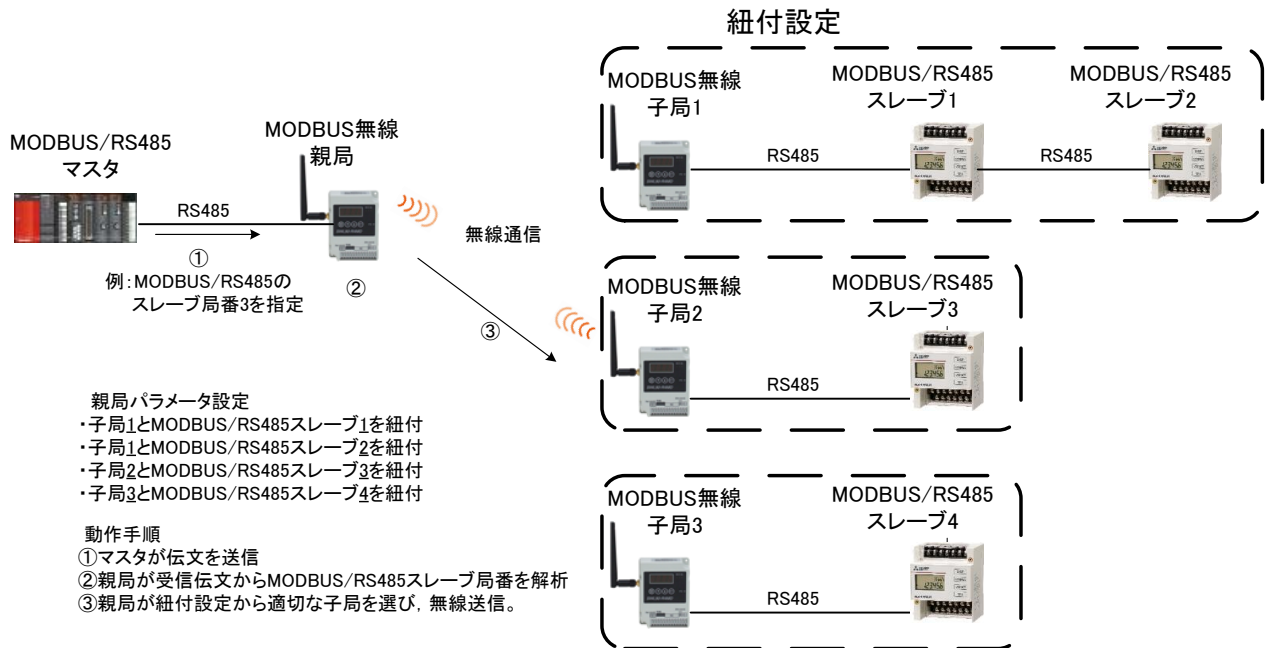 紐付設定
MODBUS無線
子局1
MODBUS/RS485
スレーブ1
MODBUS/RS485
スレーブ2
RS485
RS485
MODBUS/RS485
マスタ
MODBUS無線
親局
RS485
①
例:MODBUS/RS485の
スレーブ局番3を指定
②
無線通信
③
MODBUS無線
子局2
MODBUS/RS485
スレーブ3
RS485
MODBUS無線
子局3
MODBUS/RS485
スレーブ4
RS485
親局パラメータ設定
・子局1とMODBUS/RS485スレーブ1を紐付
・子局1とMODBUS/RS485スレーブ2を紐付
・子局2とMODBUS/RS485スレーブ3を紐付
・子局3とMODBUS/RS485スレーブ4を紐付
動作手順
①マスタが伝文を送信
②親局が受信伝文からMODBUS/RS485スレーブ局番を解析
③親局が紐付設定から適切な子局を選び，無線送信。